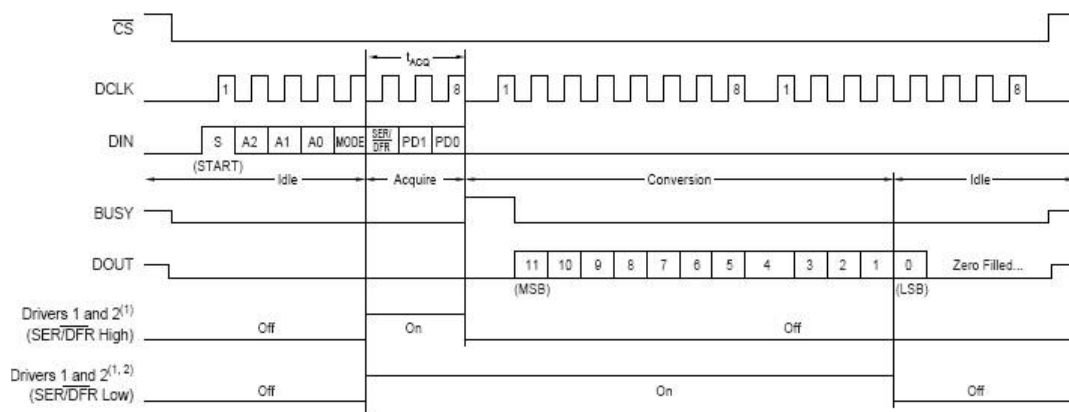 CS
tACQ
DCLK 1 8 1 8 1 8
DIN S A2 A1 A0 MODE SER/DFR PD1 PD0
(START)
Idle Acquire Conversion Idle
BUSY
DOUT 11 10 9 8 7 6 5 4 3 2 1 0 Zero Filled...
(MSB) (LSB)
Drivers 1 and 2(1)
(SER/DFR High)
Off On Off
Drivers 1 and 2(1, 2)
(SER/DFR Low)
Off On Off